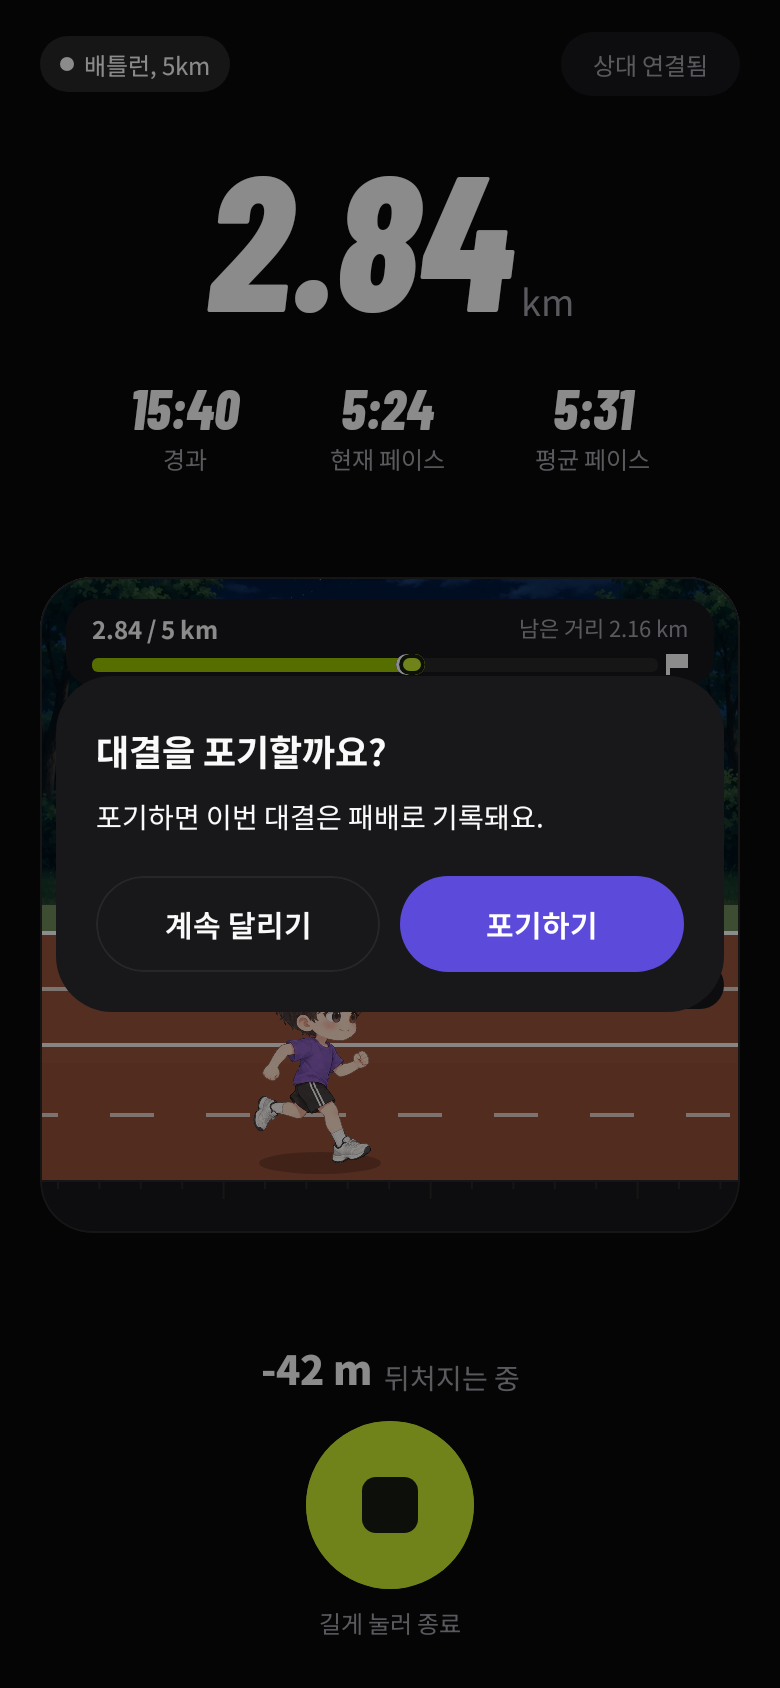 배틀런, 5km
상대 연결됨
2.84 km
15:40 5:24 5:31
경과 현재 페이스 평균 페이스
2.84 / 5 km
남은 거리 2.16 km
대결을 포기할까요?
포기하면 이번 대결은 패배로 기록돼요.
계속 달리기
포기하기
-42 m 뒤처지는 중
길게 눌러 종료